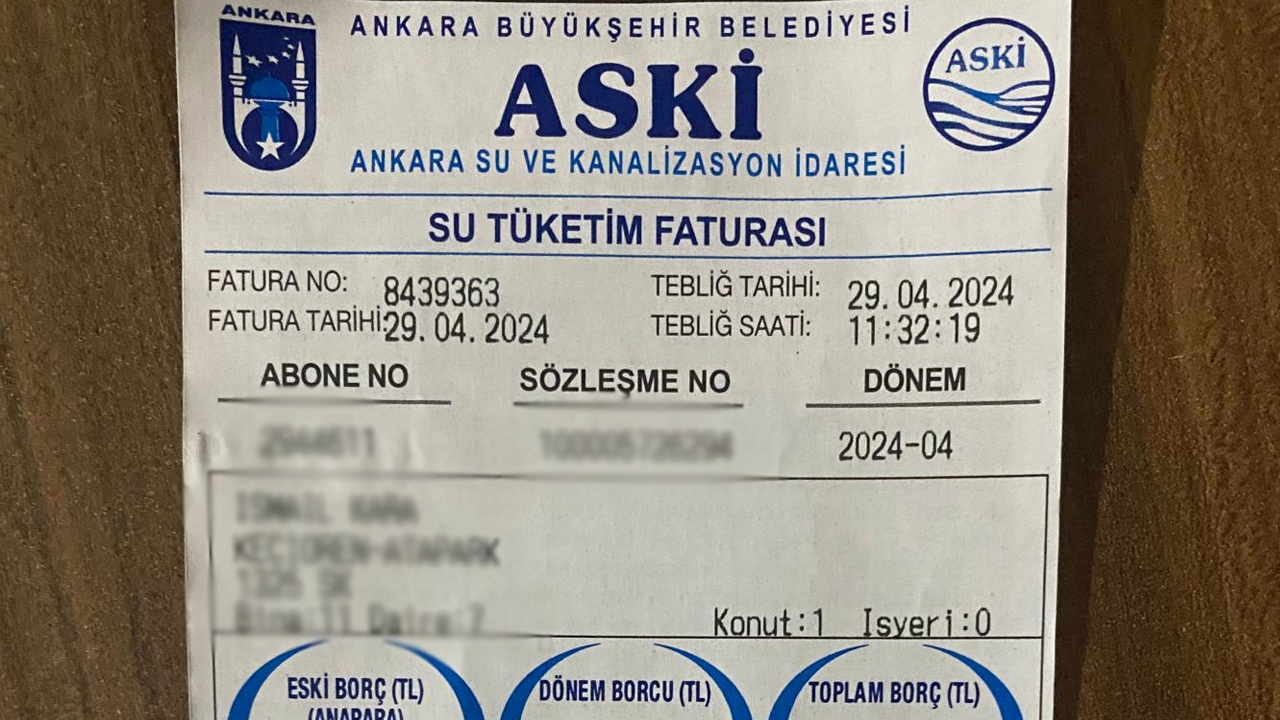 ANKARA
ANKARA BÜYÜKŞEHİR BELEDİYESİ
ASKİ
ASKİ
ANKARA SU VE KANALİZASYON İDARESİ
SU TÜKETİM FATURASI
FATURA NO: 8439363 TEBLİĞ TARİHİ: 29.04.2024
FATURA TARİHİ: 29.04.2024 TEBLİĞ SAATİ: 11:32:19
ABONE NO SÖZLEŞME NO DÖNEM
2024-04
Konut:1 Isyeri:0
ESKİ BORÇ (TL) DÖNEM BORCU (TL) TOPLAM BORÇ (TL)
(ANAPARA)